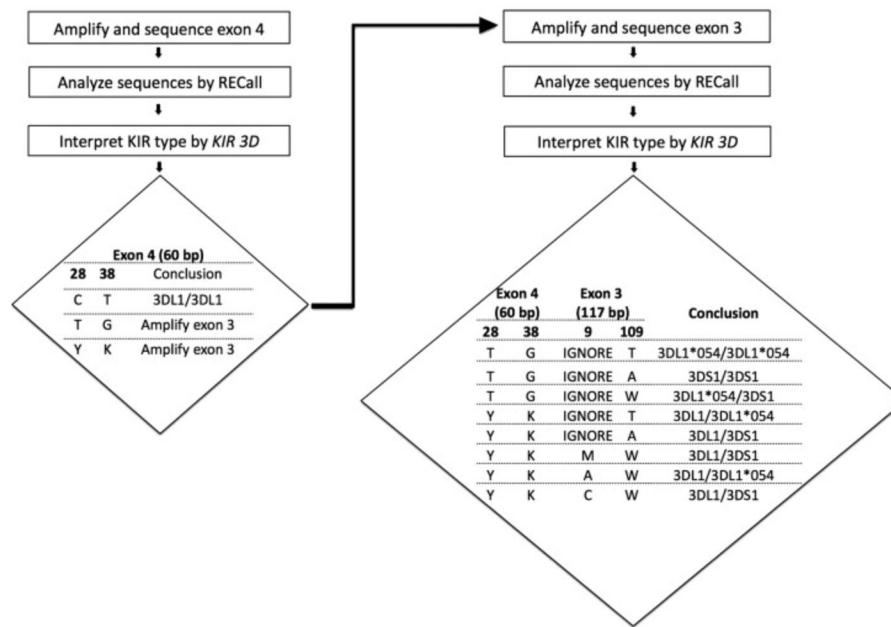 Amplify and sequence exon 4
Analyze sequences by RECall
Interpret KIR type by KIR 3D
Exon 4 (60 bp)
28 38 Conclusion
C T 3DL1/3DL1
T G Amplify exon 3
Y K Amplify exon 3
Amplify and sequence exon 3
Analyze sequences by RECall
Interpret KIR type by KIR 3D
Exon 4 Exon 3
(60 bp) (117 bp) Conclusion
28 38 9 109
T G IGNORE T 3DL1*054/3DL1*054
T G IGNORE A 3DS1/3DS1
T G IGNORE W 3DL1*054/3DS1
Y K IGNORE T 3DL1/3DL1*054
Y K IGNORE A 3DL1/3DS1
Y K M W 3DL1/3DS1
Y K A W 3DL1/3DL1*054
Y K C W 3DL1/3DS1